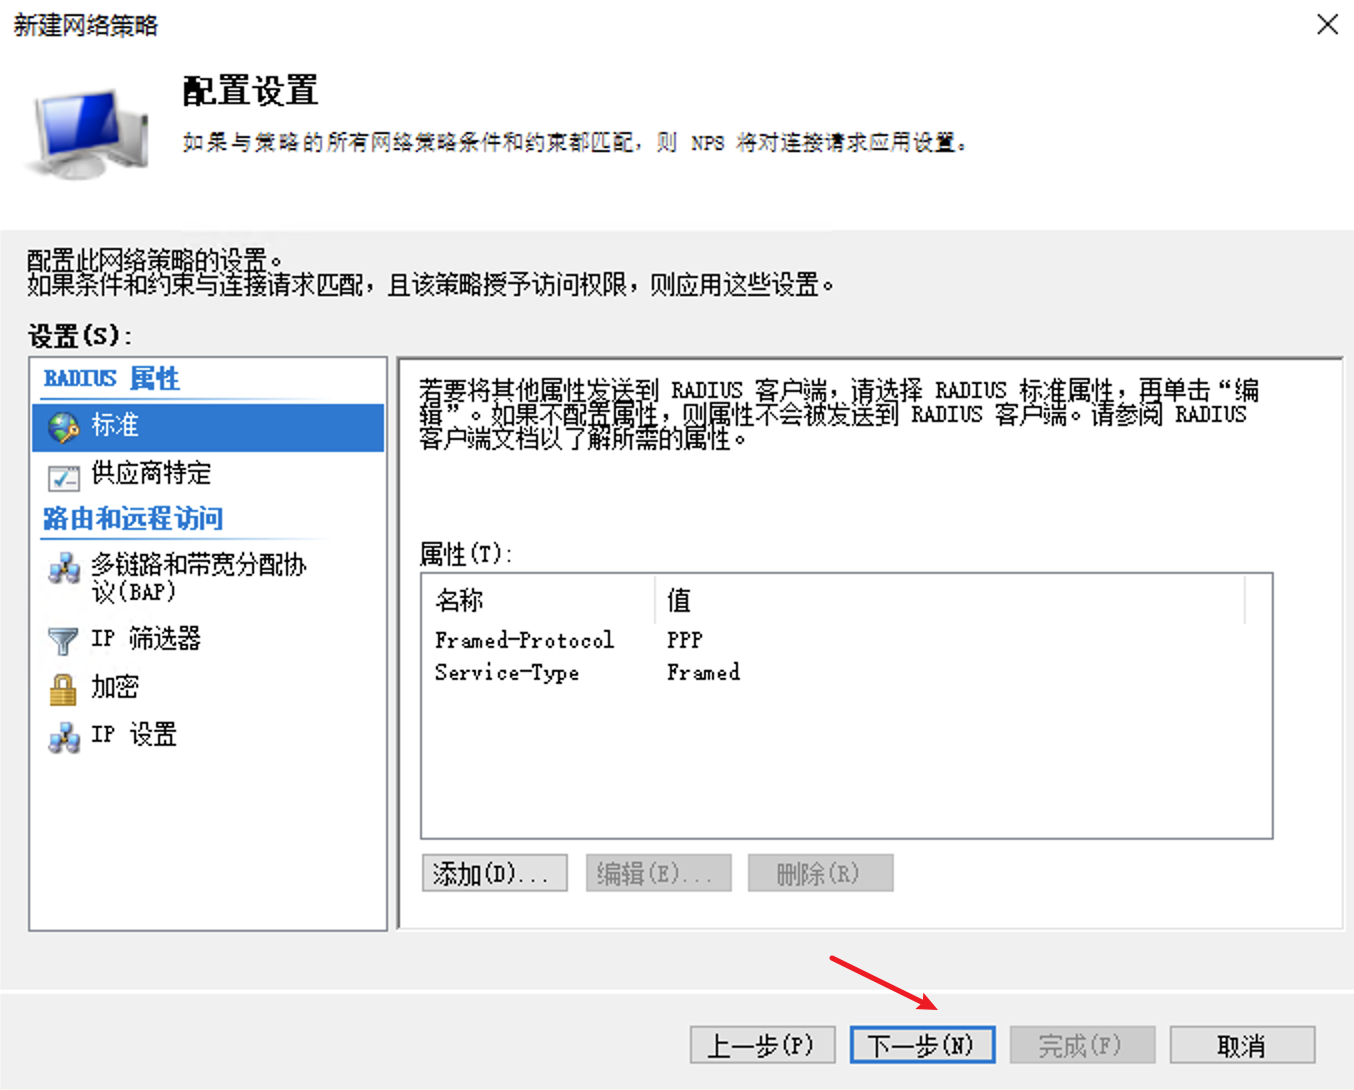 新建网络策略
配置设置
如果与策略的所有网络策略条件和约束都匹配，则 NPS 将对连接请求应用设置。
配置此网络策略的设置。
如果条件和约束与连接请求匹配，且该策略授予访问权限，则应用这些设置。
设置(S):
RADIUS 属性
标准
供应商特定
路由和远程访问
多链路和带宽分配协
议(BAP)
IP 筛选器
加密
IP 设置
若要将其他属性发送到 RADIUS 客户端，请选择 RADIUS 标准属性，再单击“编
辑”。如果不配置属性，则属性不会被发送到 RADIUS 客户端。请参阅 RADIUS
客户端文档以了解所需的属性。
属性(T):
名称 值
Framed-Protocol PPP
Service-Type Framed
添加(D)... 编辑(E)... 删除(R)
上一步(P) 下一步(N) 完成(F) 取消